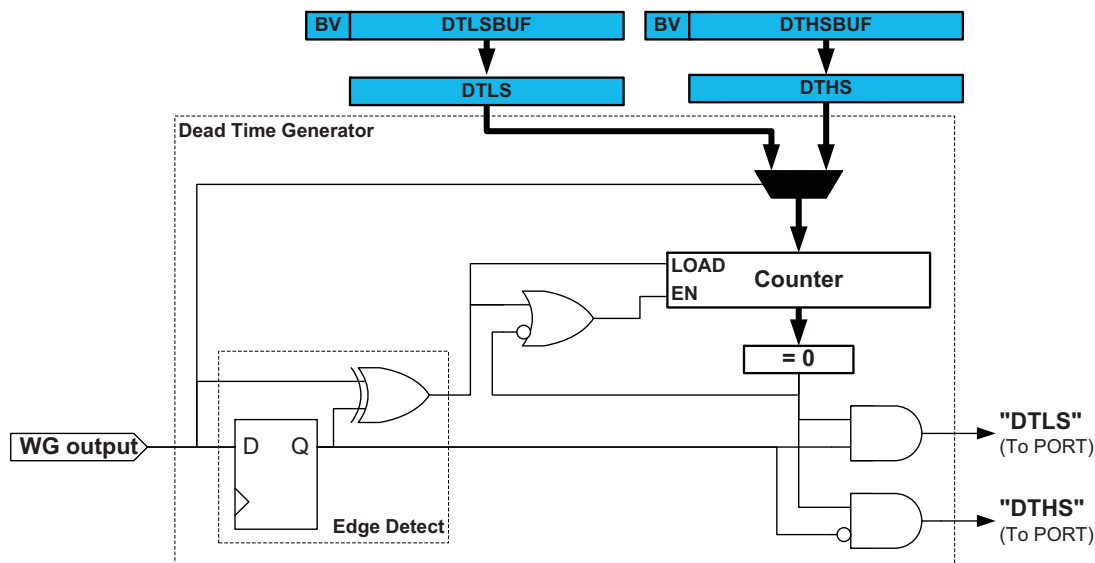 BV DTLSBUF BV DTHSBUF
DTLS DTHS
Dead Time Generator
LOAD
Counter
EN
= 0
"DTLS"
(To PORT)
WG output
D Q
"DTHS"
(To PORT)
Edge Detect